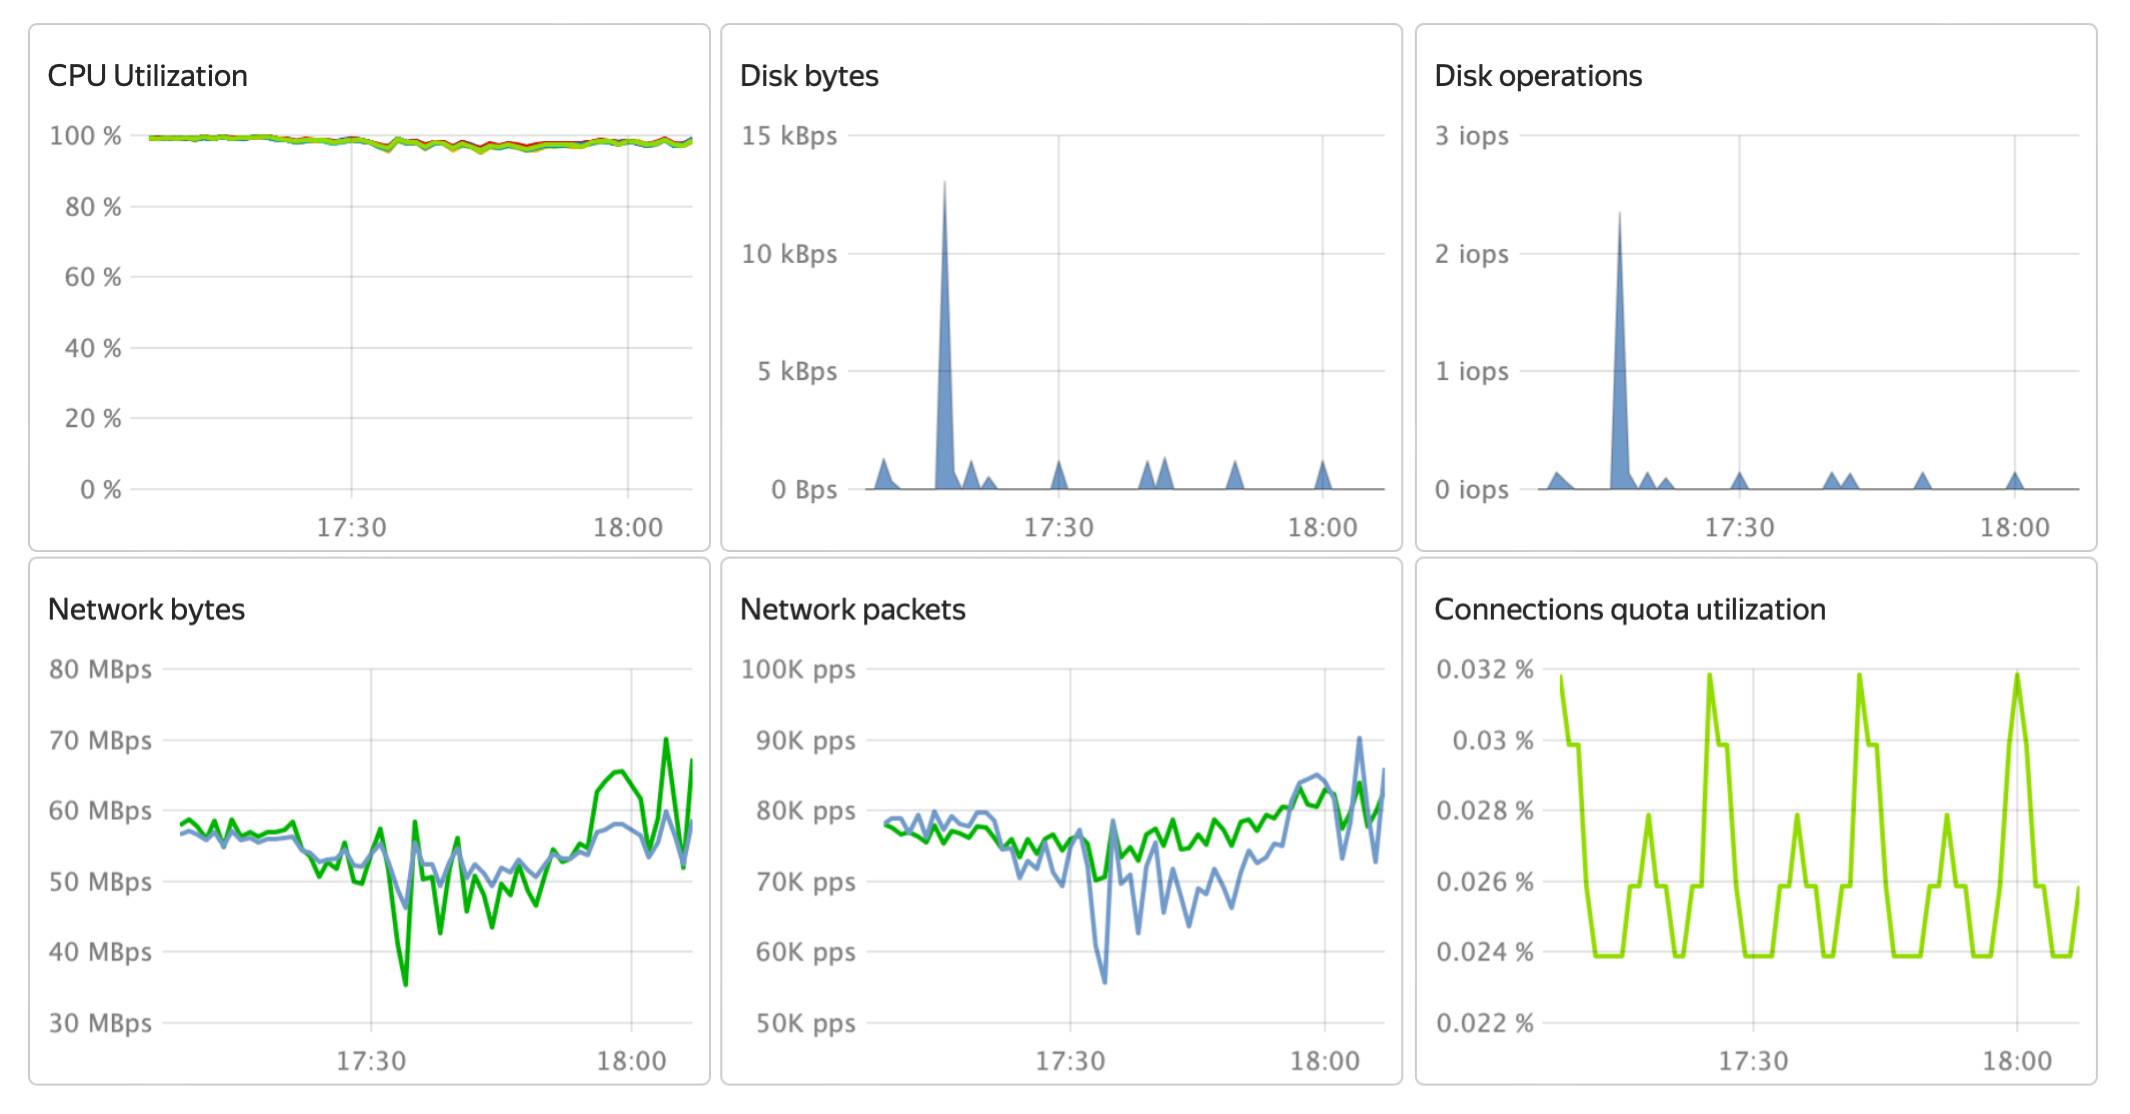 CPU Utilization
100 %
80 %
60 %
40 %
20 %
0 %
17:30 18:00
Disk bytes
15 kBps
10 kBps
5 kBps
0 Bps
17:30 18:00
Disk operations
3 iops
2 iops
1 iops
0 iops
17:30 18:00
Network bytes
80 MBps
70 MBps
60 MBps
50 MBps
40 MBps
30 MBps
17:30 18:00
Network packets
100K pps
90K pps
80K pps
70K pps
60K pps
50K pps
17:30 18:00
Connections quota utilization
0.032 %
0.03 %
0.028 %
0.026 %
0.024 %
0.022 %
17:30 18:00